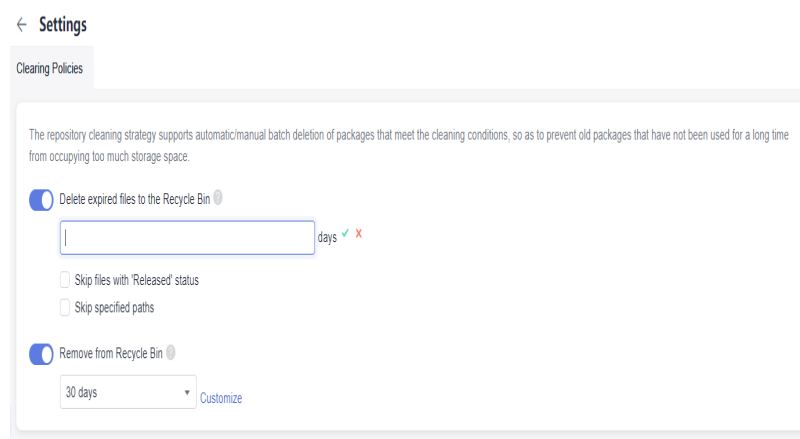 Settings
Clearing Policies
The repository cleaning strategy supports automatic/manual batch deletion of packages that meet the cleaning conditions, so as to prevent old packages that have not been used for a long time
from occupying too much storage space.
Delete expired files to the Recycle Bin ?
days
Skip files with 'Released' status
Skip specified paths
Remove from Recycle Bin ?
30 days
Customize